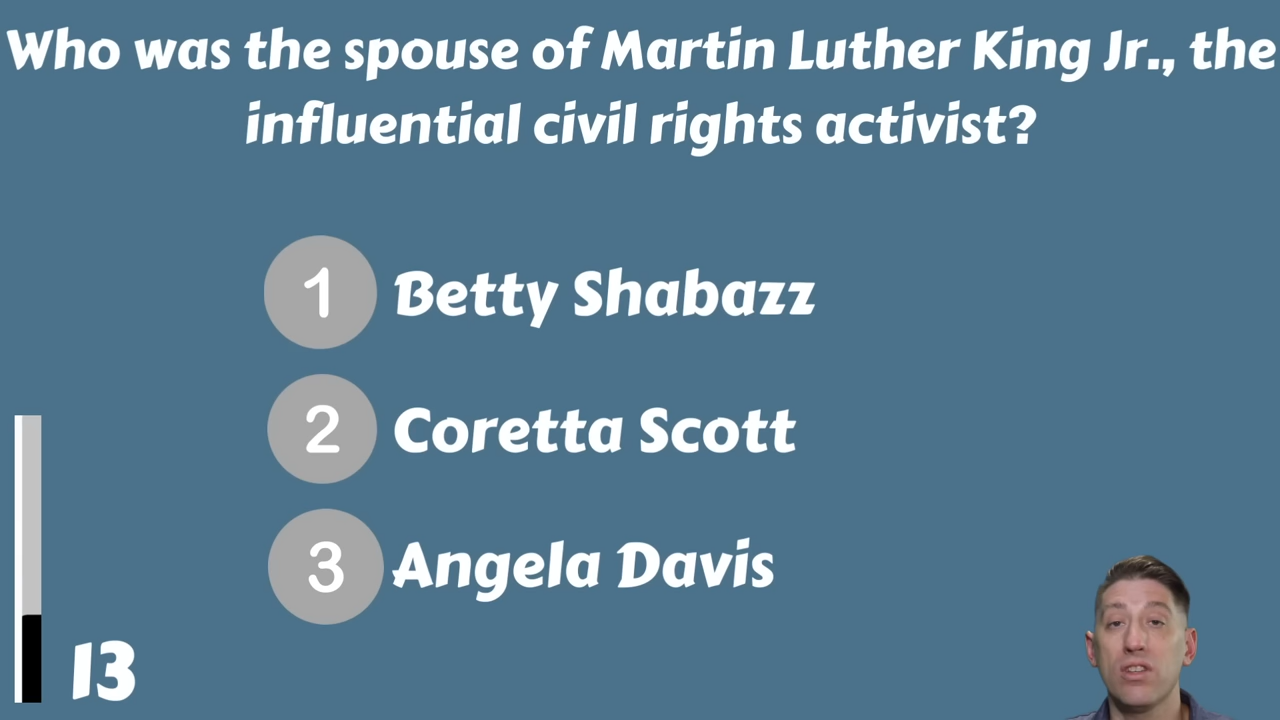 Who was the spouse of Martin Luther King Jr., the
influential civil rights activist?
1 Betty Shabazz
2 Coretta Scott
3 Angela Davis
13